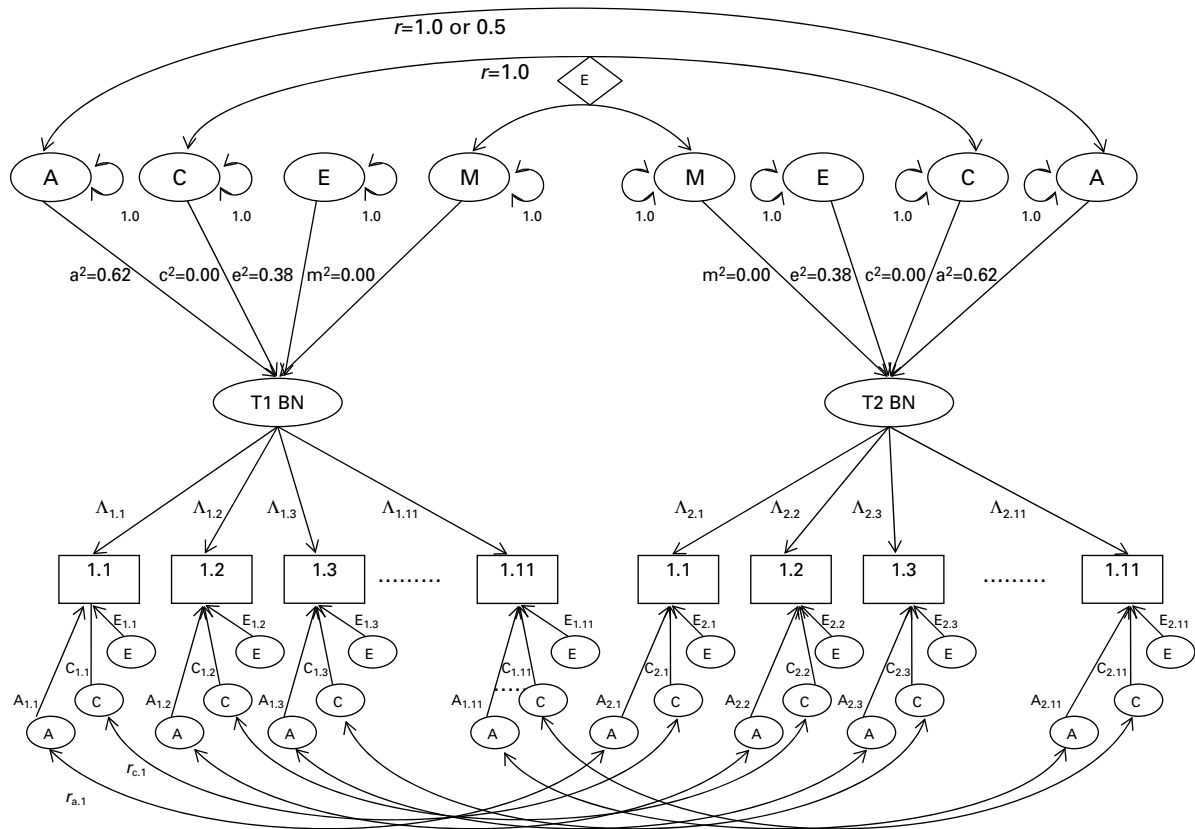 r=1.0 or 0.5
r=1.0
E
A C E M M E C A
1.0 1.0 1.0 1.0 1.0 1.0 1.0 1.0
a²=0.62 c²=0.00 e²=0.38 m²=0.00 m²=0.00 e²=0.38 c²=0.00 a²=0.62
T1 BN T2 BN
Λ1.1 Λ1.2 Λ1.3 Λ1.11 Λ2.1 Λ2.2 Λ2.3 Λ2.11
1.1 1.2 1.3 ......... 1.11 1.1 1.2 1.3 ......... 1.11
E1.1 E1.2 E1.3 E1.11 E2.1 E2.2 E2.3 E2.11
E E E E E E E E
C1.1 C1.2 C1.3 C1.11 C2.1 C2.2 C2.3 C2.11
A1.1 C A1.2 C A1.3 C A1.11 ...... C A2.1 C A2.2 C A2.3 C A2.11 C
A A A A A A A A
rc.1
ra.1